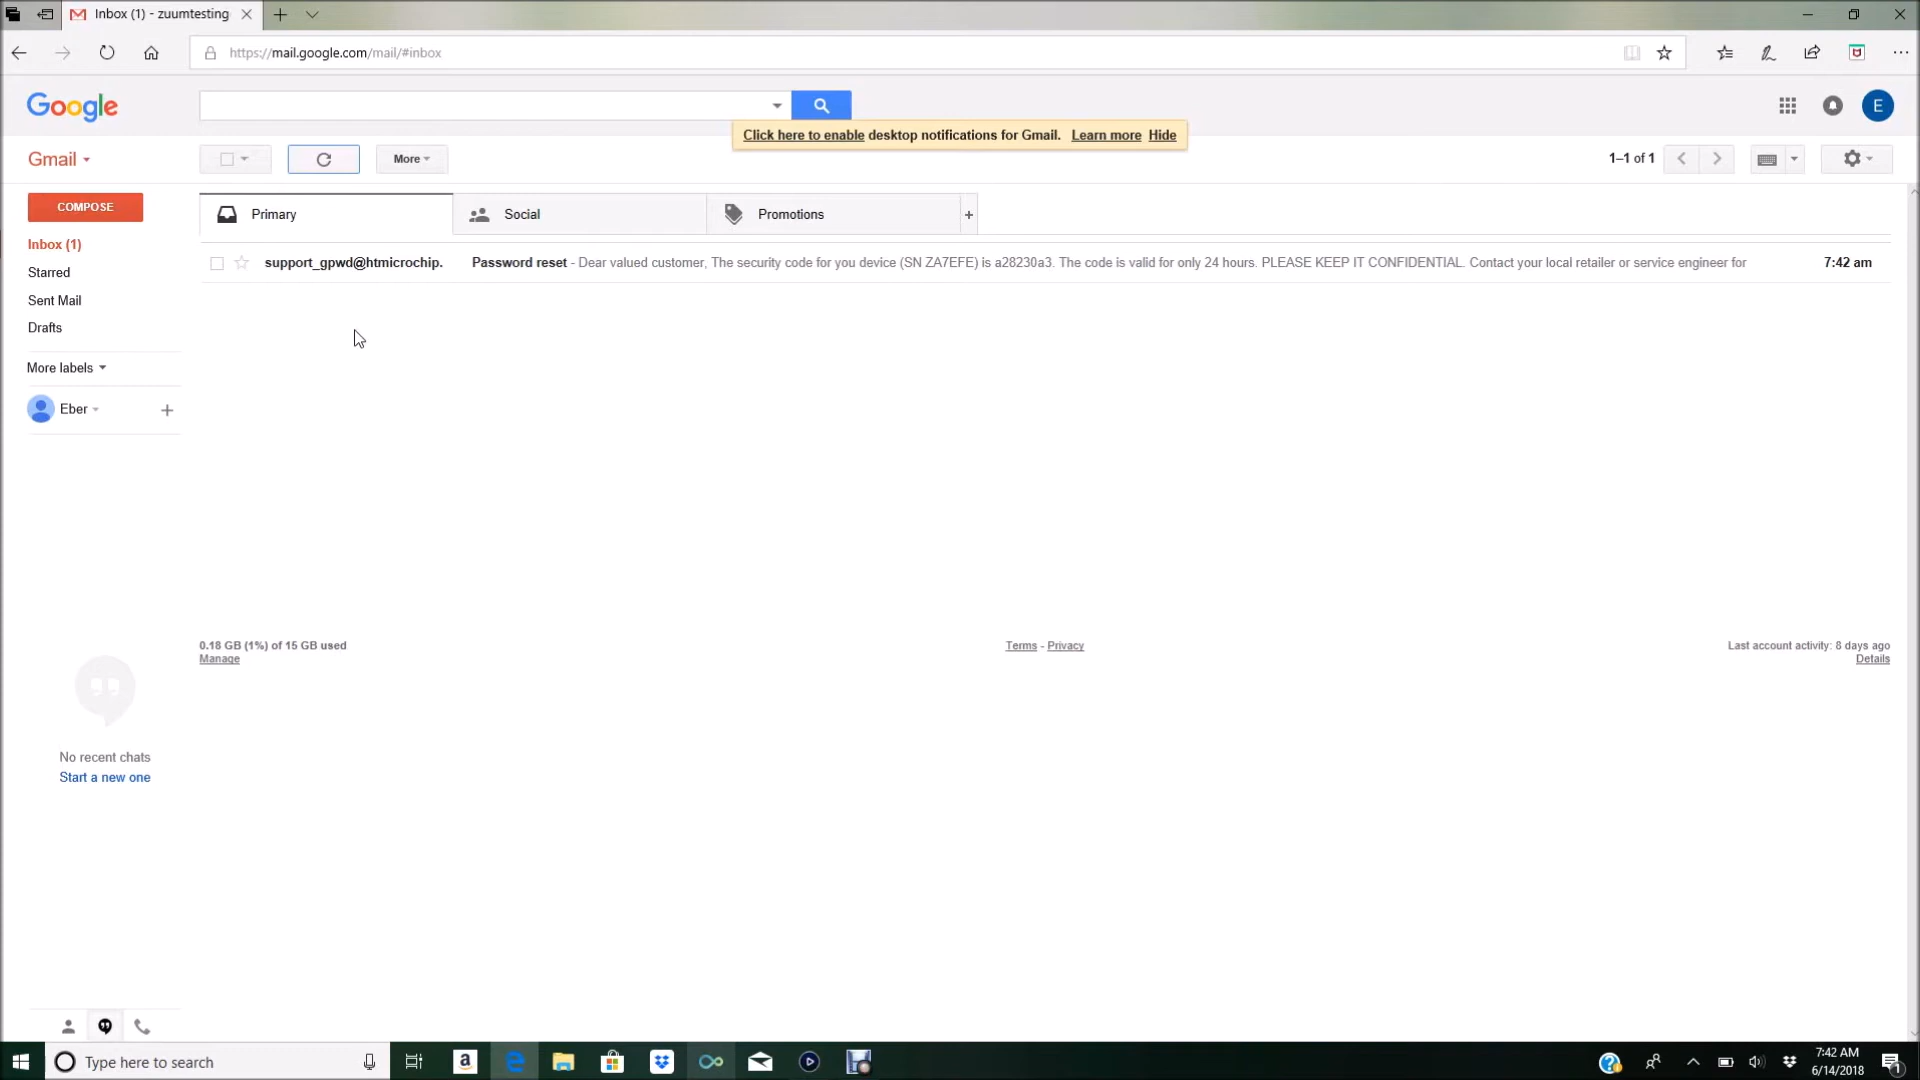 Inbox (1) - zuumtesting
https://mail.google.com/mail/#inbox
Google
Click here to enable desktop notifications for Gmail. Learn more Hide
Gmail
More
1–1 of 1
COMPOSE
Primary
Social
Promotions
Inbox (1)
Starred
Sent Mail
Drafts
More labels
Eber
support_gpwd@htmicrochip. Password reset - Dear valued customer, The security code for you device (SN ZA7EFE) is a28230a3. The code is valid for only 24 hours. PLEASE KEEP IT CONFIDENTIAL. Contact your local retailer or service engineer for 7:42 am
0.18 GB (1%) of 15 GB used
Manage
Terms - Privacy
Last account activity: 8 days ago
Details
No recent chats
Start a new one
Type here to search
7:42 AM
6/14/2018
E